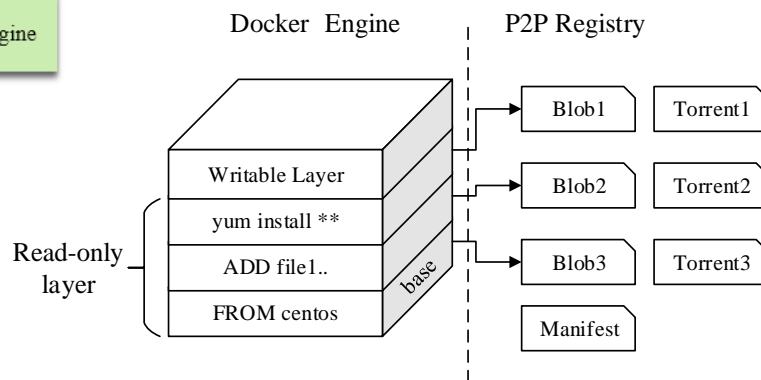 gine
Docker Engine
P2P Registry
Writable Layer
yum install **
ADD file1..
FROM centos
base
Read-only
layer
Blob1
Torrent1
Blob2
Torrent2
Blob3
Torrent3
Manifest